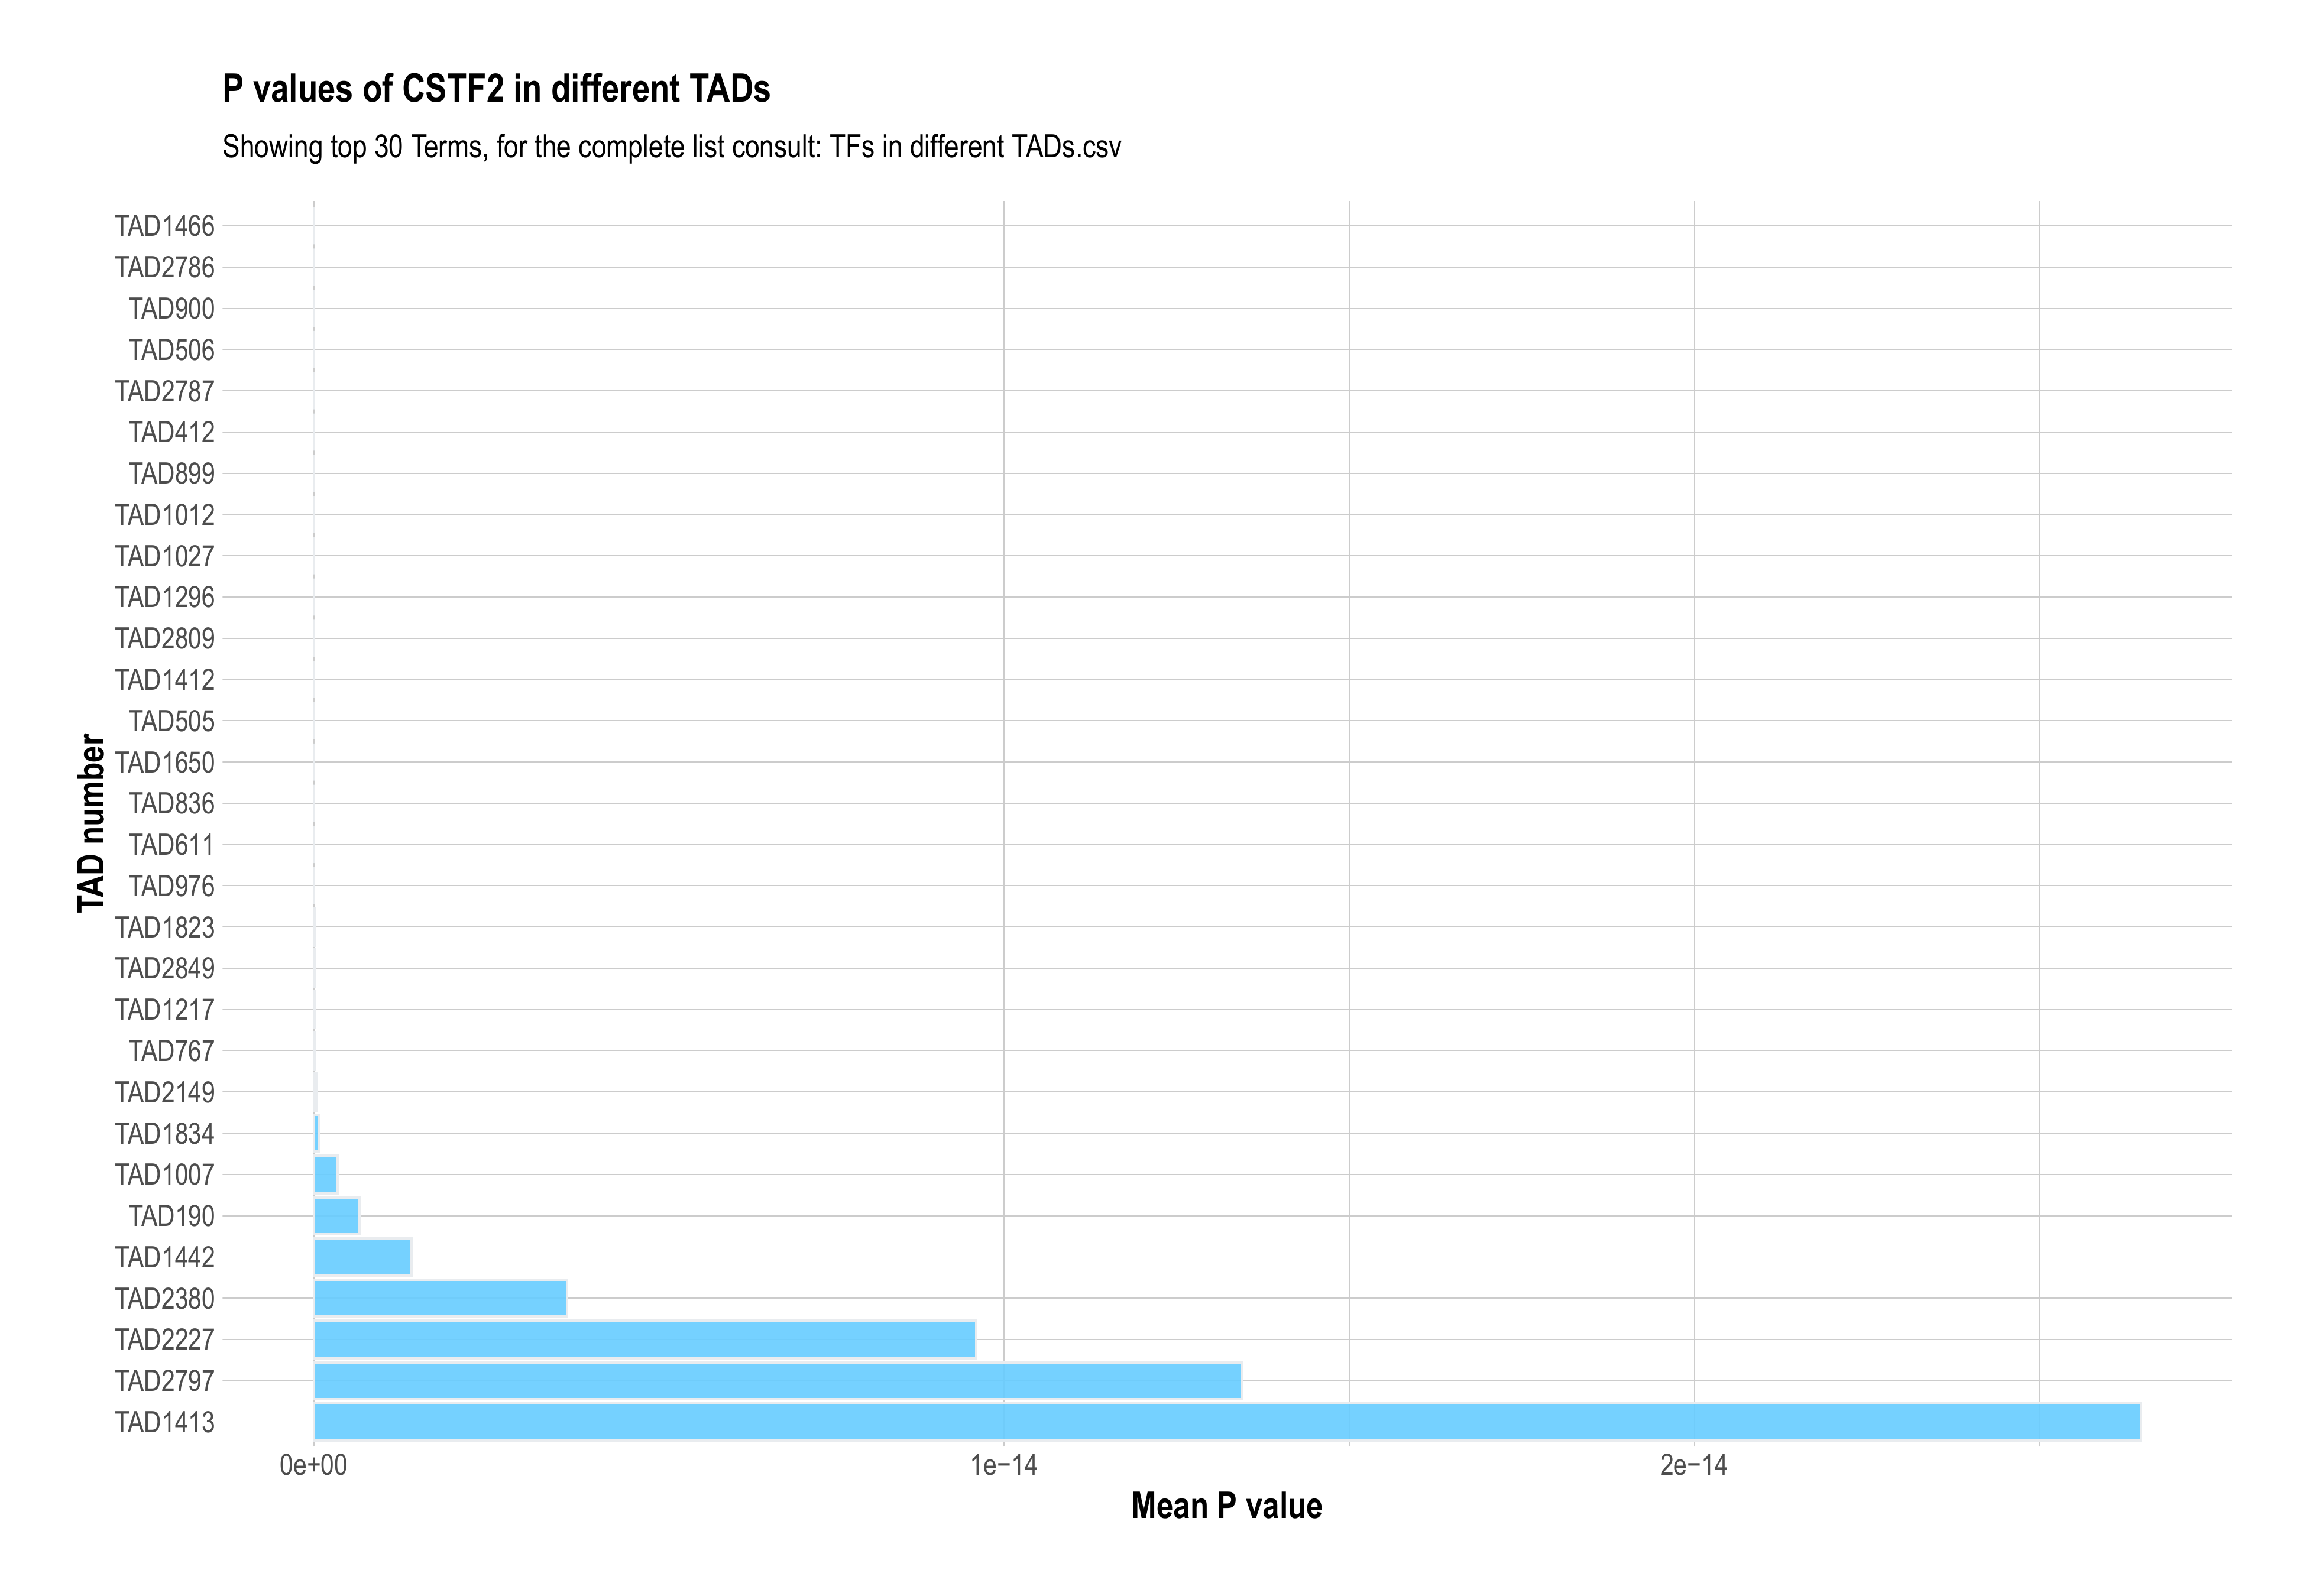 P values of CSTF2 in different TADs
Showing top 30 Terms, for the complete list consult: TFs in different TADs.csv
TAD number
TAD1466
TAD2786
TAD900
TAD506
TAD2787
TAD412
TAD899
TAD1012
TAD1027
TAD1296
TAD2809
TAD1412
TAD505
TAD1650
TAD836
TAD611
TAD976
TAD1823
TAD2849
TAD1217
TAD767
TAD2149
TAD1834
TAD1007
TAD190
TAD1442
TAD2380
TAD2227
TAD2797
TAD1413
0e+00 1e−14 2e−14
Mean P value